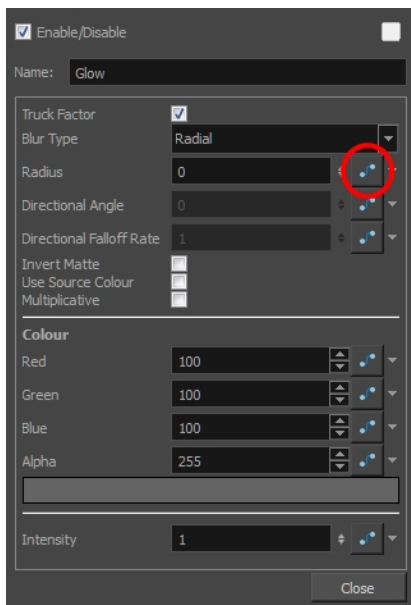 Enable/Disable
Name: Glow
Truck Factor
Blur Type Radial
Radius 0
Directional Angle 0
Directional Falloff Rate 1
Invert Matte
Use Source Colour
Multiplicative
Colour
Red 100
Green 100
Blue 100
Alpha 255
Intensity 1
Close